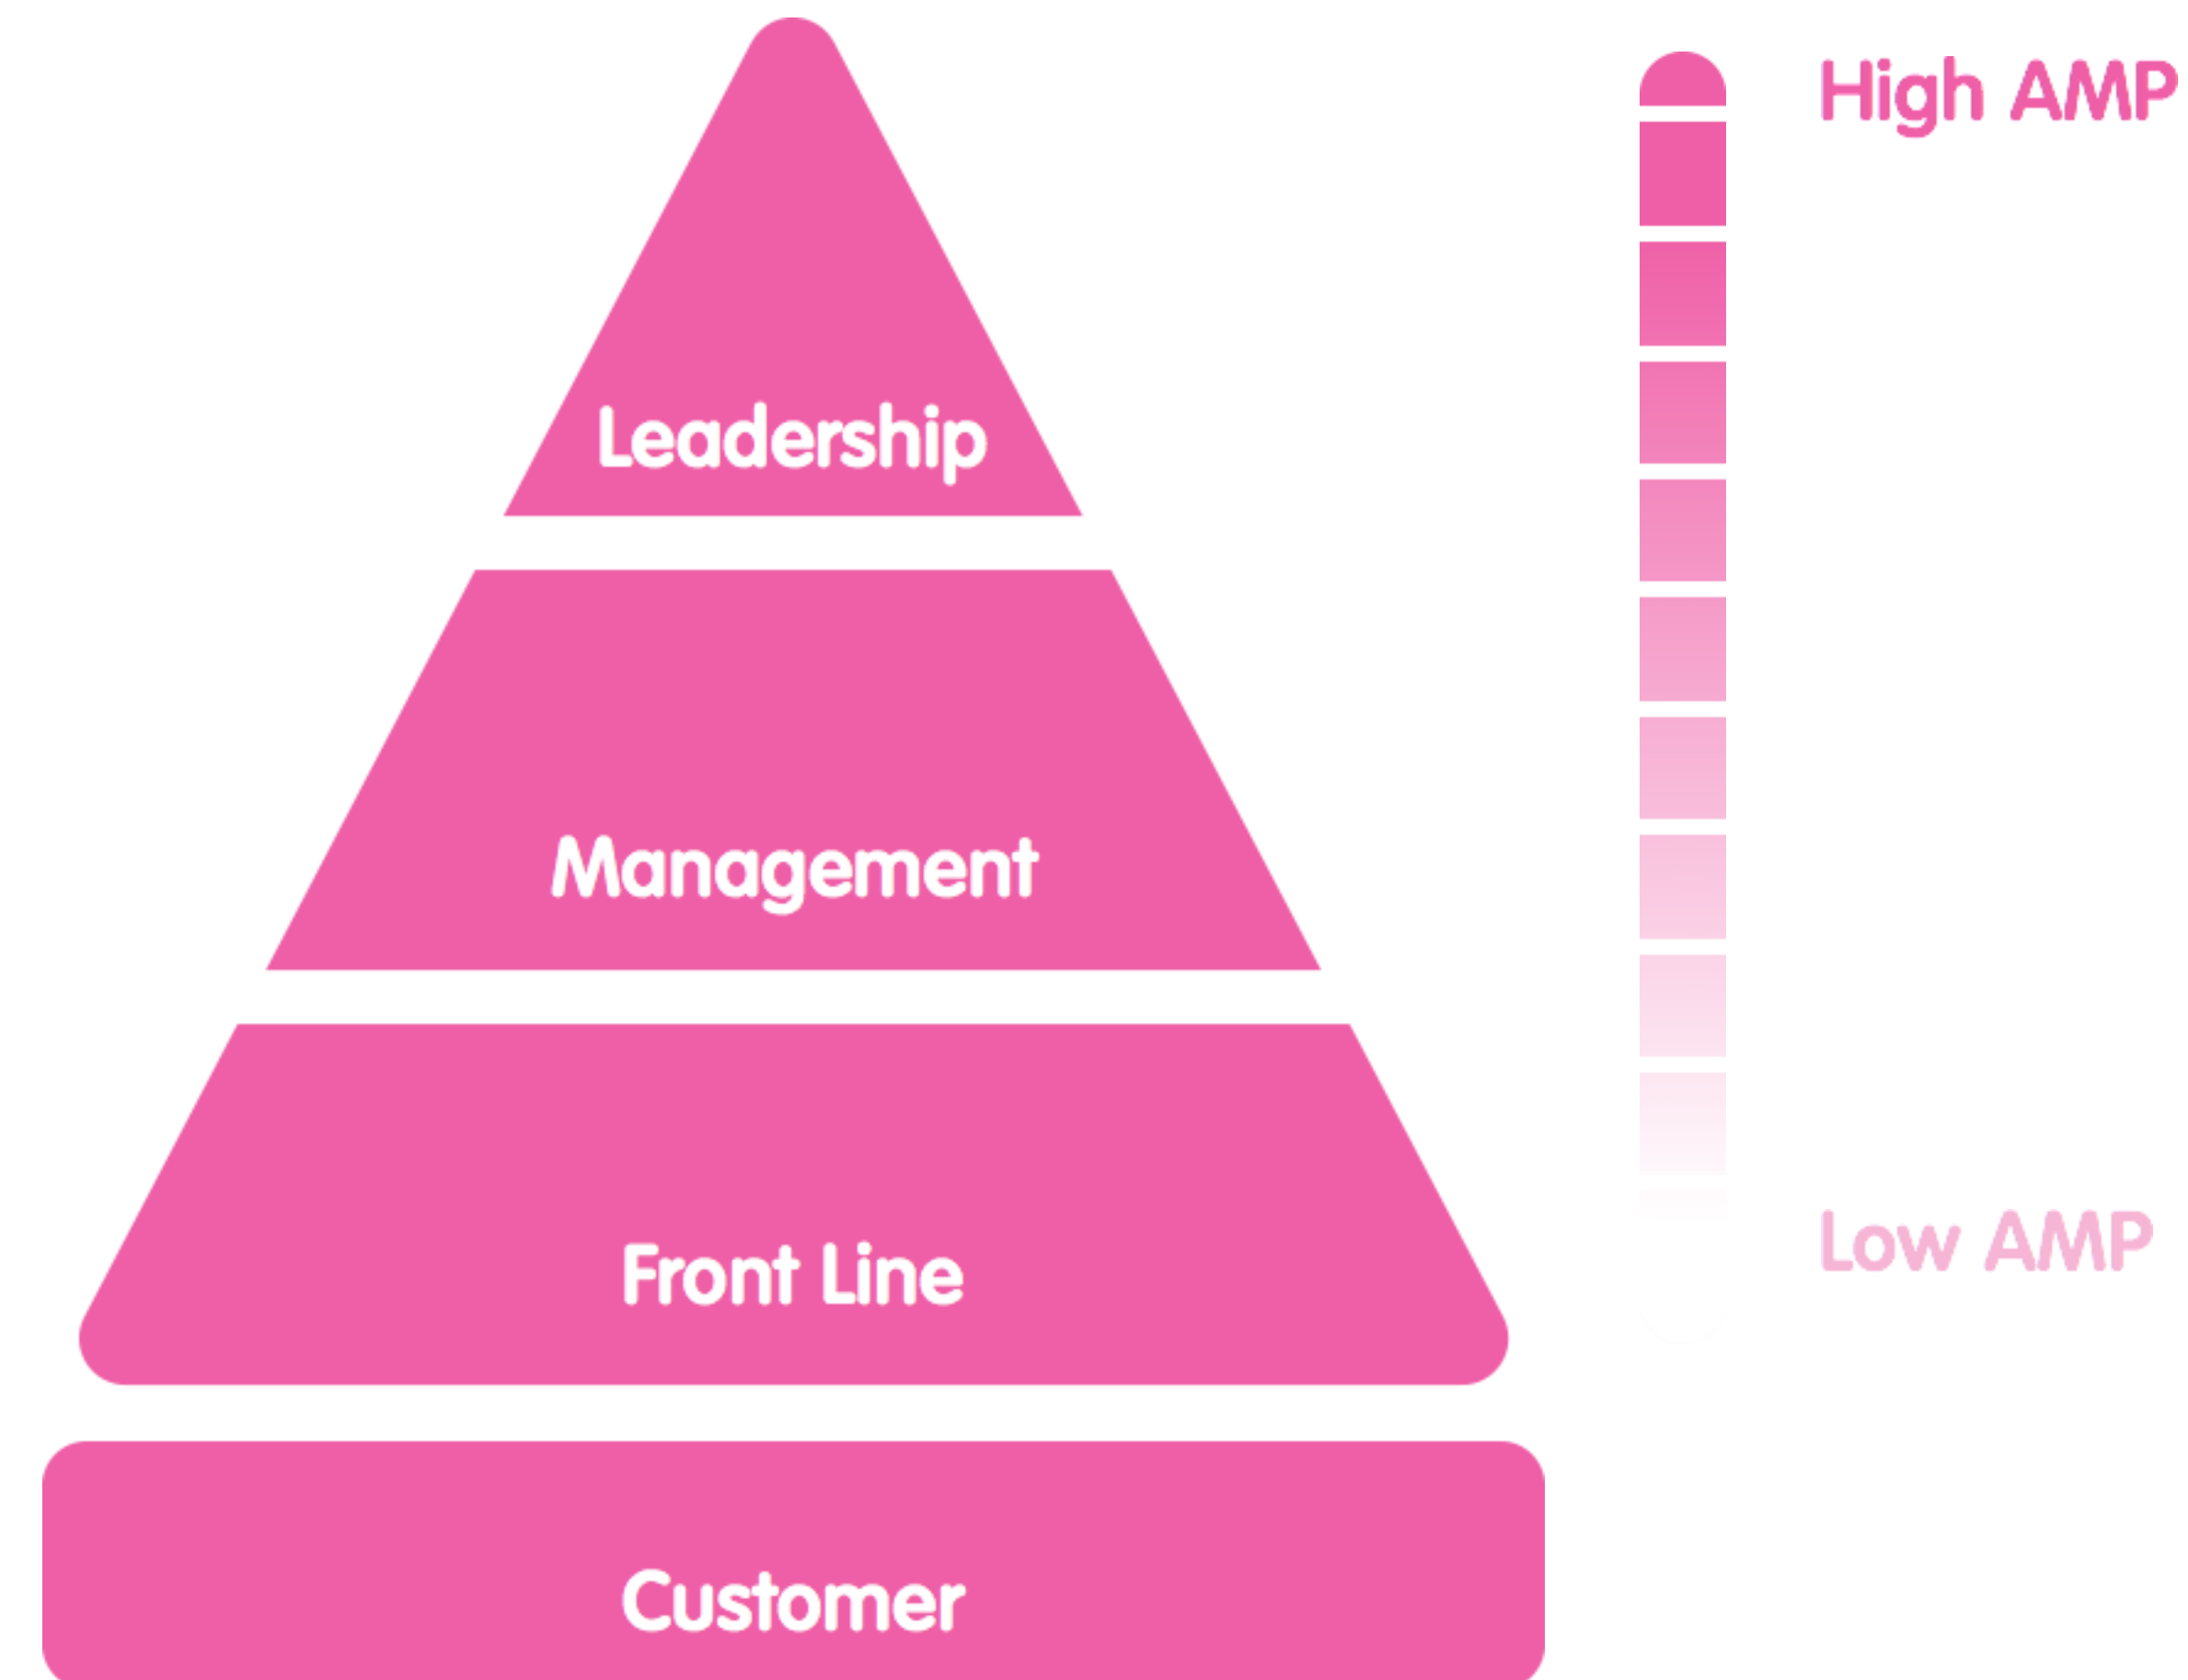 High AMP
Leadership
Management
Front Line
Low AMP
Customer